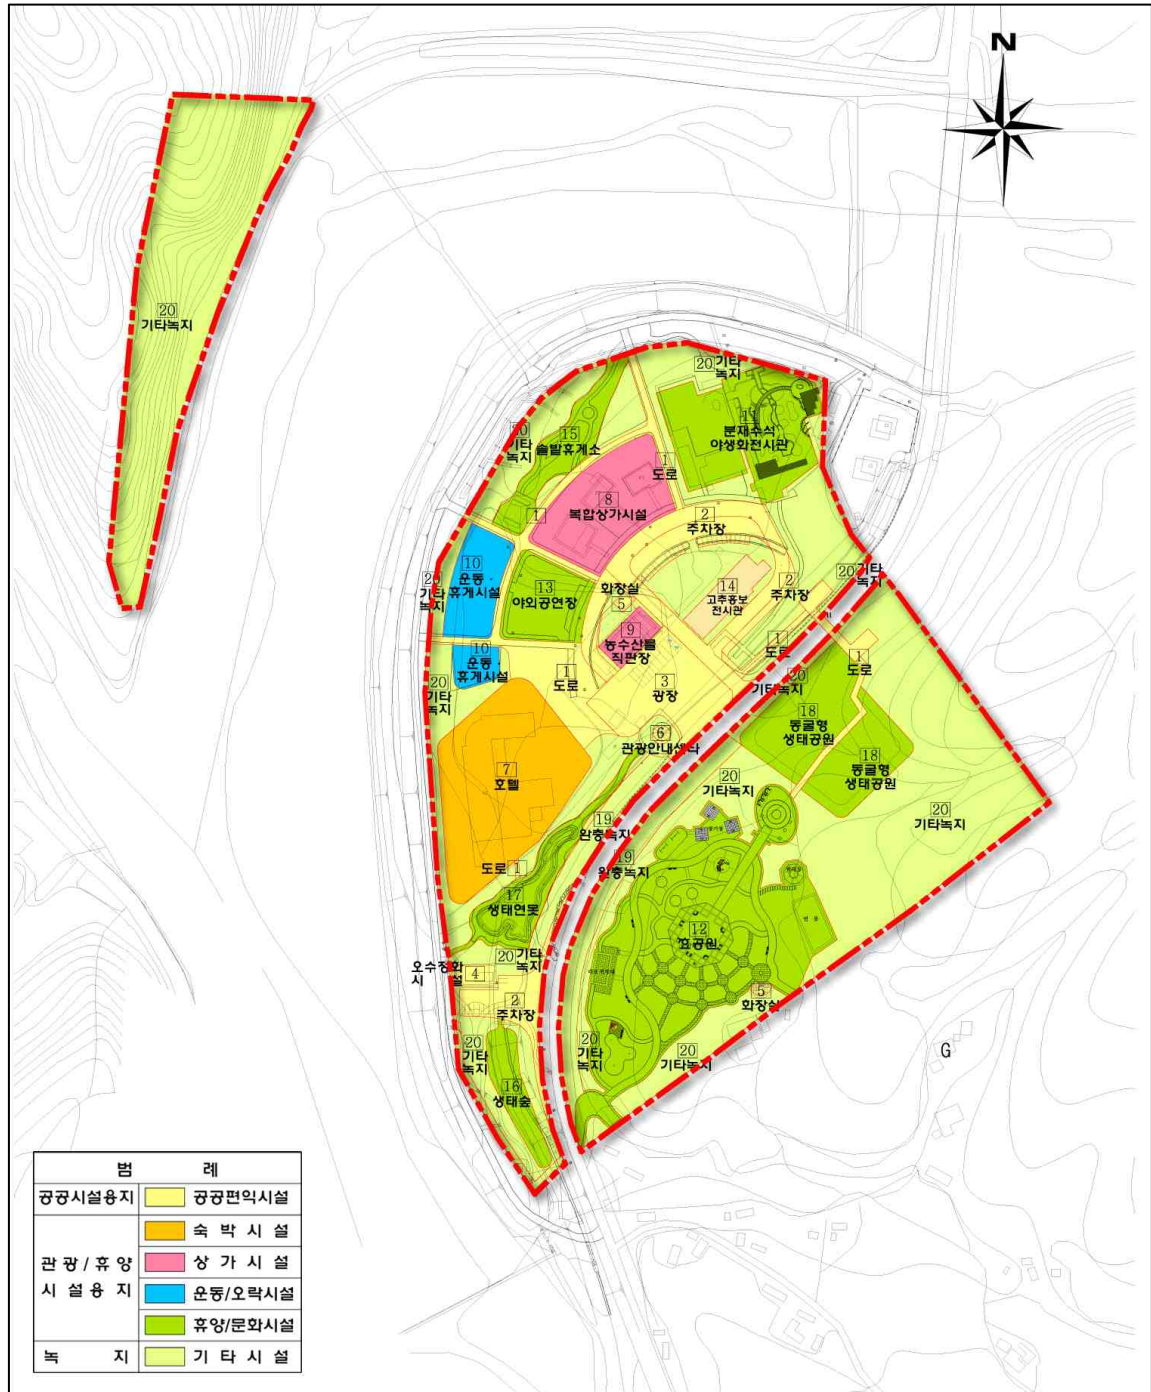 N
20
기타녹지
20 기타
녹지
11
분재수석
야생화전시관
20
기타
녹지
15
솔밭휴게소
1
도로
8
복합상가시설
1
2
주차장
10
운동·
휴게시설
20
기타
녹지
13
야외공연장
화장실
5
14
고추홍보
전시관
2
주차장
20 기타
녹지
9
농수산물
직판장
1
도로
1
도로
10
운동·
휴게시설
1
도로
3
광장
20
기타녹지
20
기타
녹지
18
동굴형
생태공원
6
관광안내센타
18
동굴형
생태공원
7
호텔
20
기타녹지
20
기타녹지
19
완충녹지
19
완충녹지
도로 1
17
생태연못
12
효공원
20 기타
녹지
오수정화
시 설
4
2
주차장
5
화장실
20
기타
녹지
20
기타
녹지
20
기타녹지
G
16
생태숲
범 례
공공시설용지 공공편익시설
관광/휴양
시설용지
숙박시설
상가시설
운동/오락시설
휴양/문화시설
녹 지 기타시설